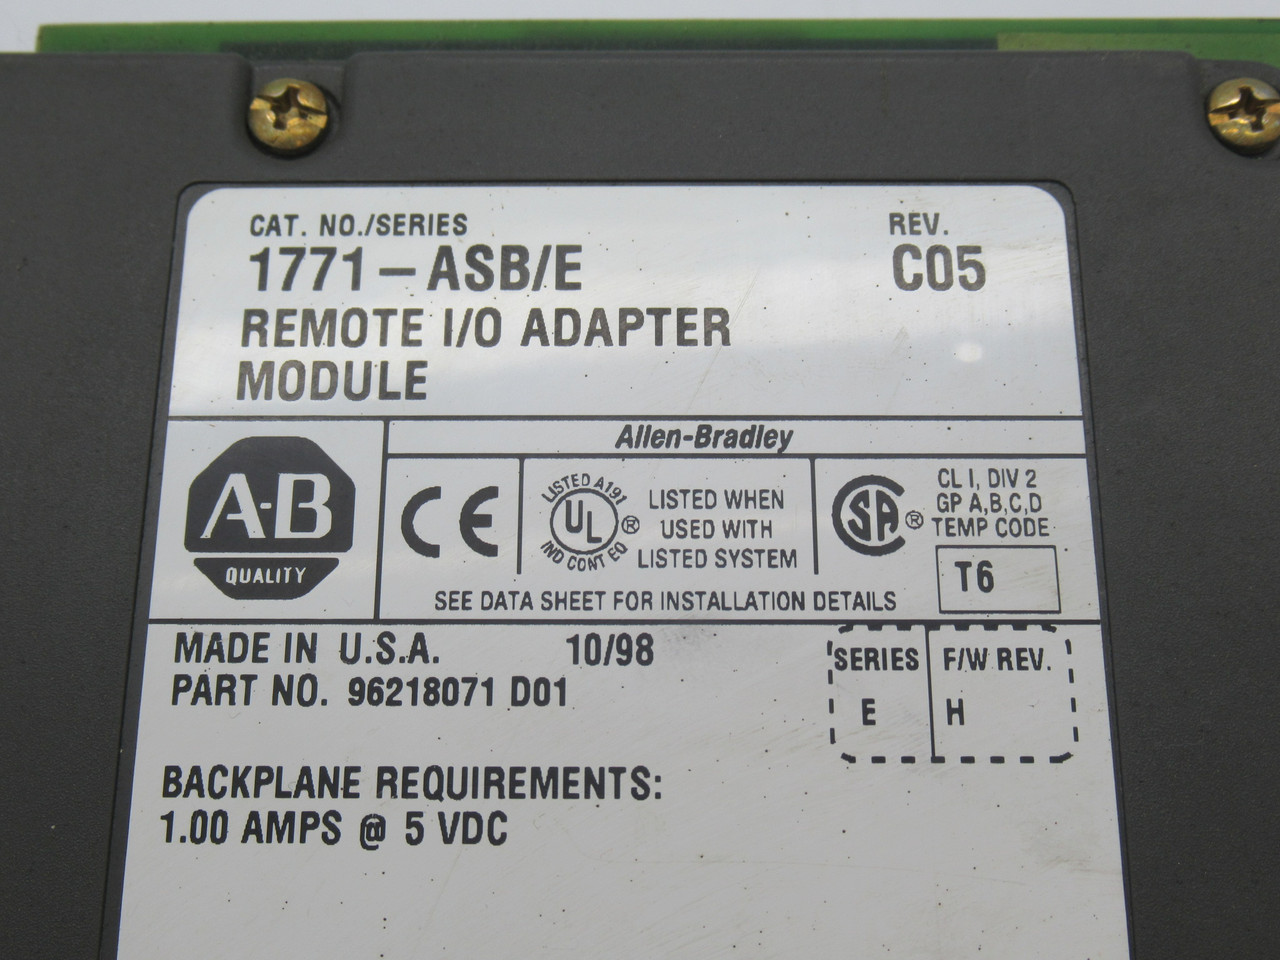 CAT. NO./SERIES REV.
1771-ASB/E C05
REMOTE I/O ADAPTER
MODULE
Allen-Bradley
A-B
QUALITY
CE
LISTED A191
UL ®
IND CONT EQ
LISTED WHEN
USED WITH
LISTED SYSTEM
SA ®
CL I, DIV 2
GP A,B,C,D
TEMP CODE
T6
SEE DATA SHEET FOR INSTALLATION DETAILS
MADE IN U.S.A. 10/98
PART NO. 96218071 D01
SERIES F/W REV.
E H
BACKPLANE REQUIREMENTS:
1.00 AMPS @ 5 VDC